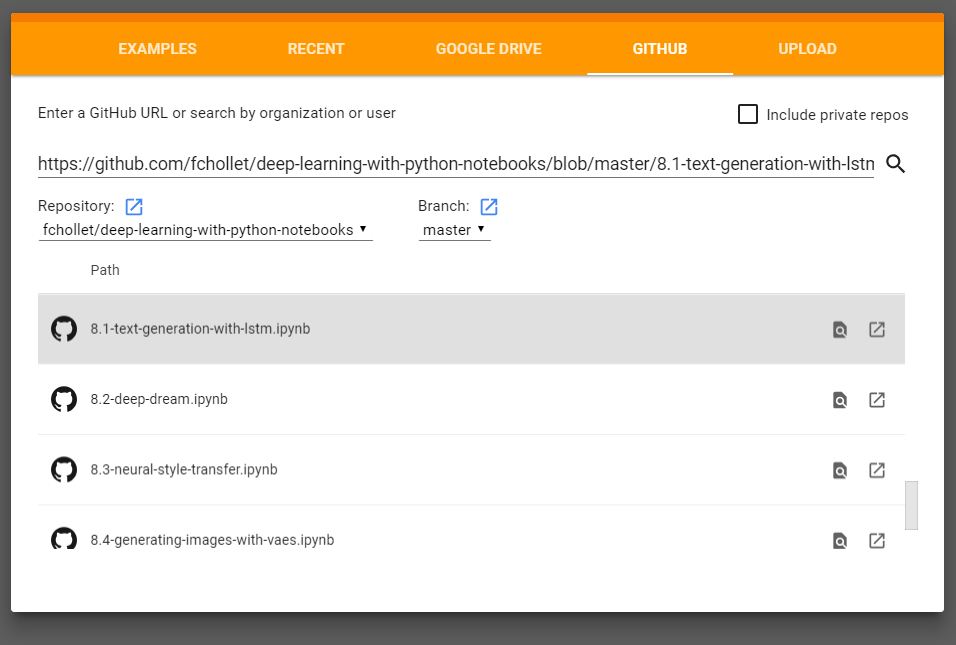 EXAMPLES RECENT GOOGLE DRIVE GITHUB UPLOAD
Enter a GitHub URL or search by organization or user
Include private repos
https://github.com/fchollet/deep-learning-with-python-notebooks/blob/master/8.1-text-generation-with-lstm
Repository: Branch:
fchollet/deep-learning-with-python-notebooks master
Path
8.1-text-generation-with-lstm.ipynb
8.2-deep-dream.ipynb
8.3-neural-style-transfer.ipynb
8.4-generating-images-with-vaes.ipynb